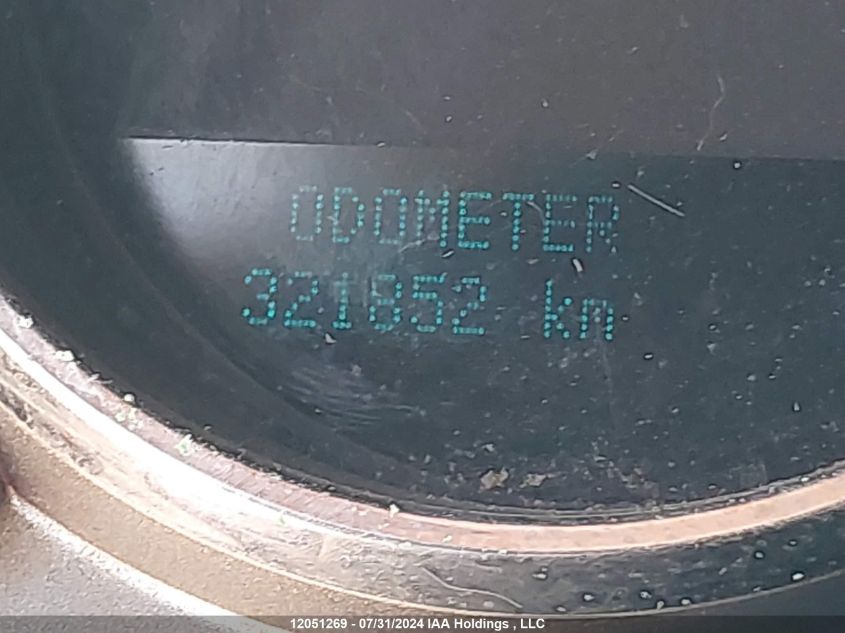 ODOMETER
321852 km
12051269 - 07/31/2024 IAA Holdings , LLC